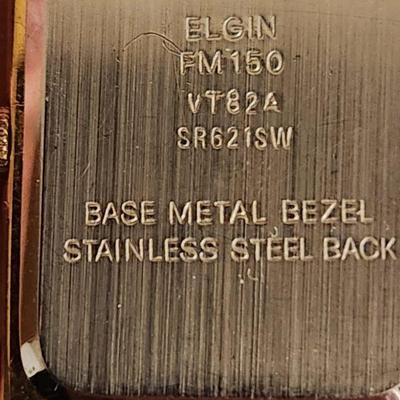 ELGIN
FM150
VT82A
SR621SW
BASE METAL BEZEL
STAINLESS STEEL BACK